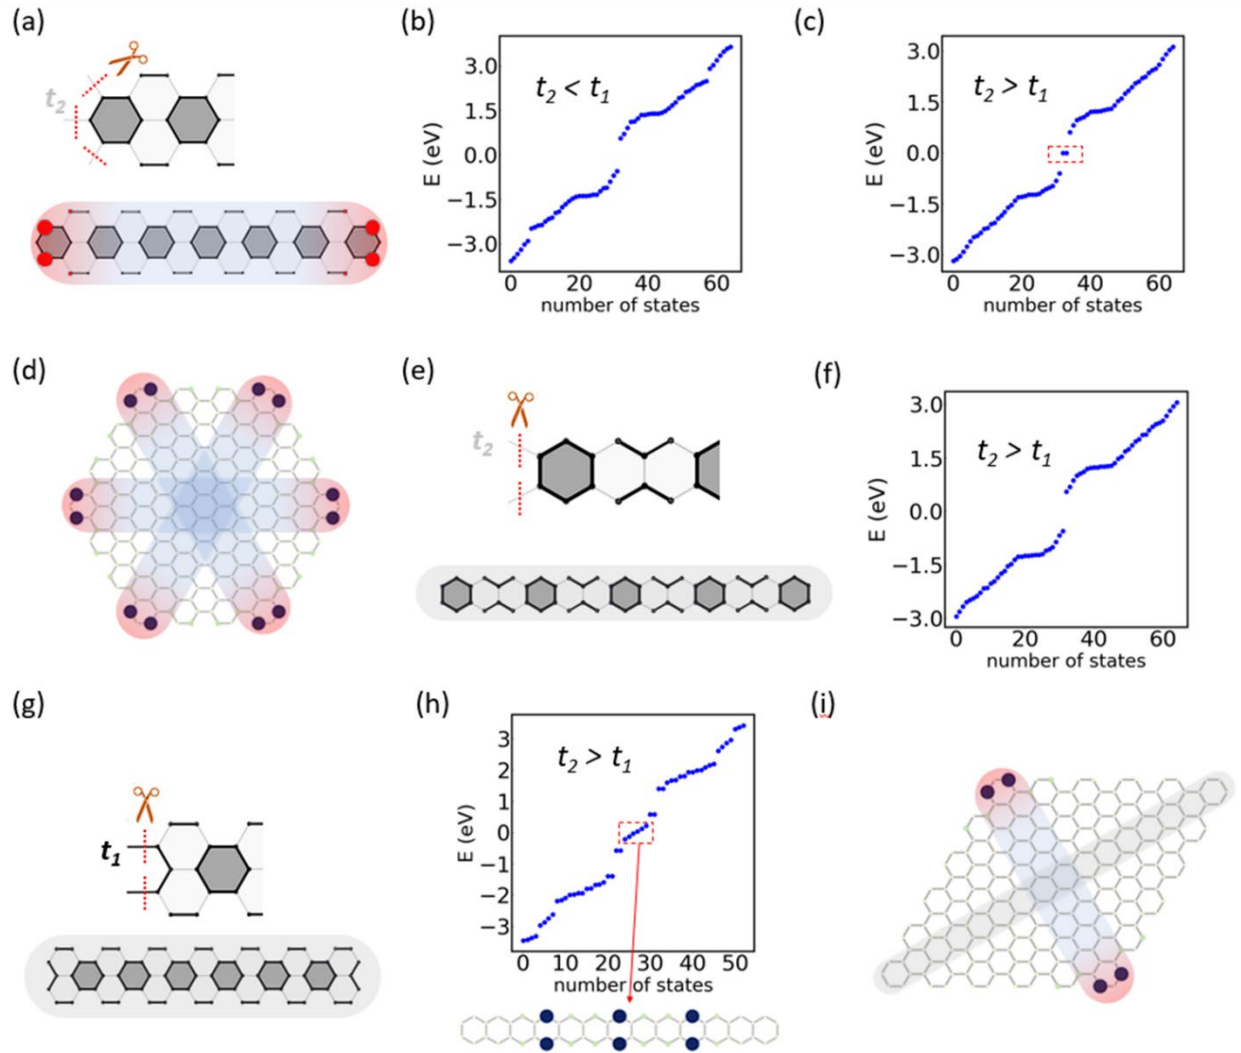 (a)
t₂
(b)
t₂ < t₁
E (eV)
3.0
1.5
0.0
−1.5
−3.0
0 20 40 60
number of states
(c)
t₂ > t₁
E (eV)
3.0
1.5
0.0
−1.5
−3.0
0 20 40 60
number of states
(d)
(e)
t₂
(f)
t₂ > t₁
E (eV)
3.0
1.5
0.0
−1.5
−3.0
0 20 40 60
number of states
(g)
t₁
(h)
t₂ > t₁
E (eV)
3
2
1
0
−1
−2
−3
0 10 20 30 40 50
number of states
(i)